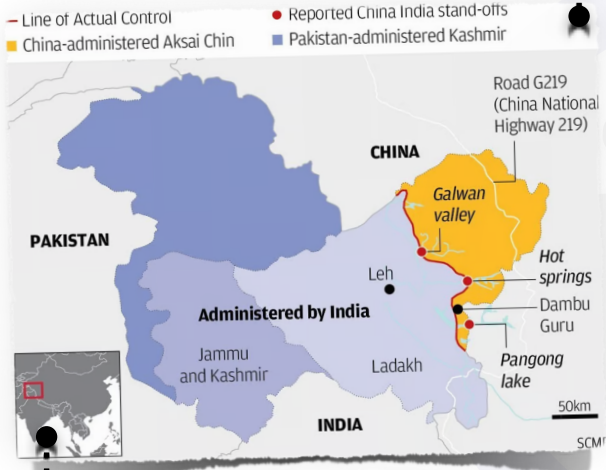 Line of Actual Control
Reported China India stand-offs
China-administered Aksai Chin
Pakistan-administered Kashmir
Road G219
(China National
Highway 219)
CHINA
Galwan
valley
PAKISTAN
Hot
springs
Leh
Dambu
Guru
Administered by India
Jammu
and Kashmir
Ladakh
Pangong
lake
50km
INDIA
SCMP